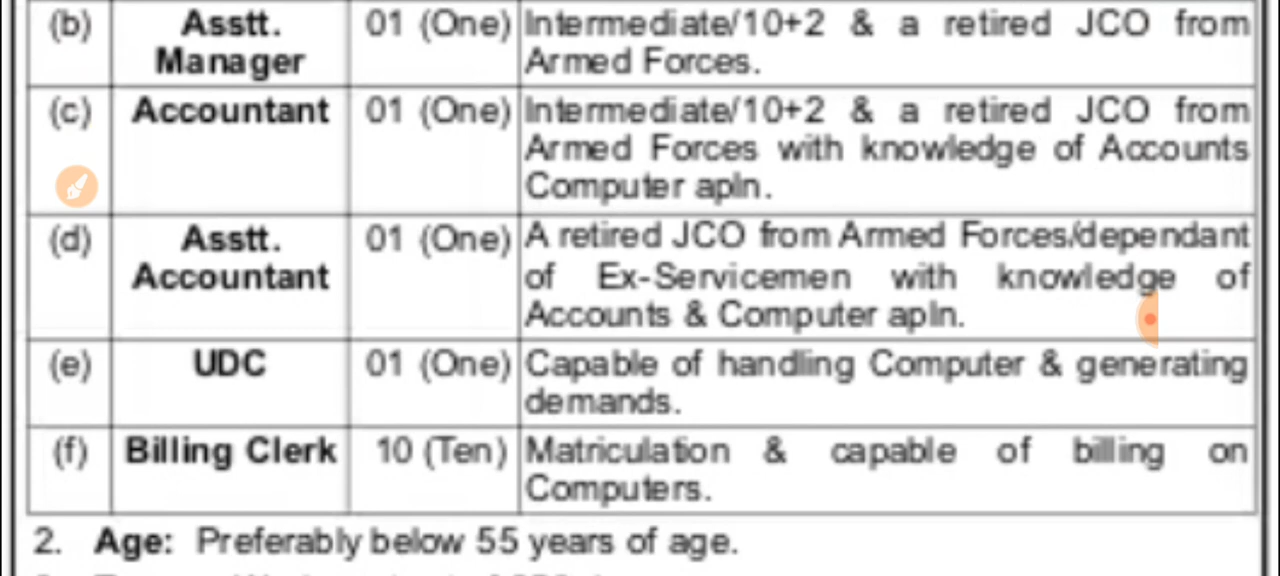 (b) Asstt. 01 (One) Intermediate/10+2 & a retired JCO from
Manager Armed Forces.
(c) Accountant 01 (One) Intermediate/10+2 & a retired JCO from
Armed Forces with knowledge of Accounts
Computer apln.
(d) Asstt. 01 (One) A retired JCO from Armed Forces/dependant
Accountant of Ex-Servicemen with knowledge of
Accounts & Computer apln.
(e) UDC 01 (One) Capable of handling Computer & generating
demands.
(f) Billing Clerk 10 (Ten) Matriculation & capable of billing on
Computers.
2. Age: Preferably below 55 years of age.